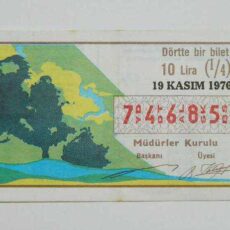 Dörtte bir bilet
10 Lira (1/4)
19 KASIM 1976
7 4 6 8 5
Müdürler Kurulu
Başkanı Üyesi